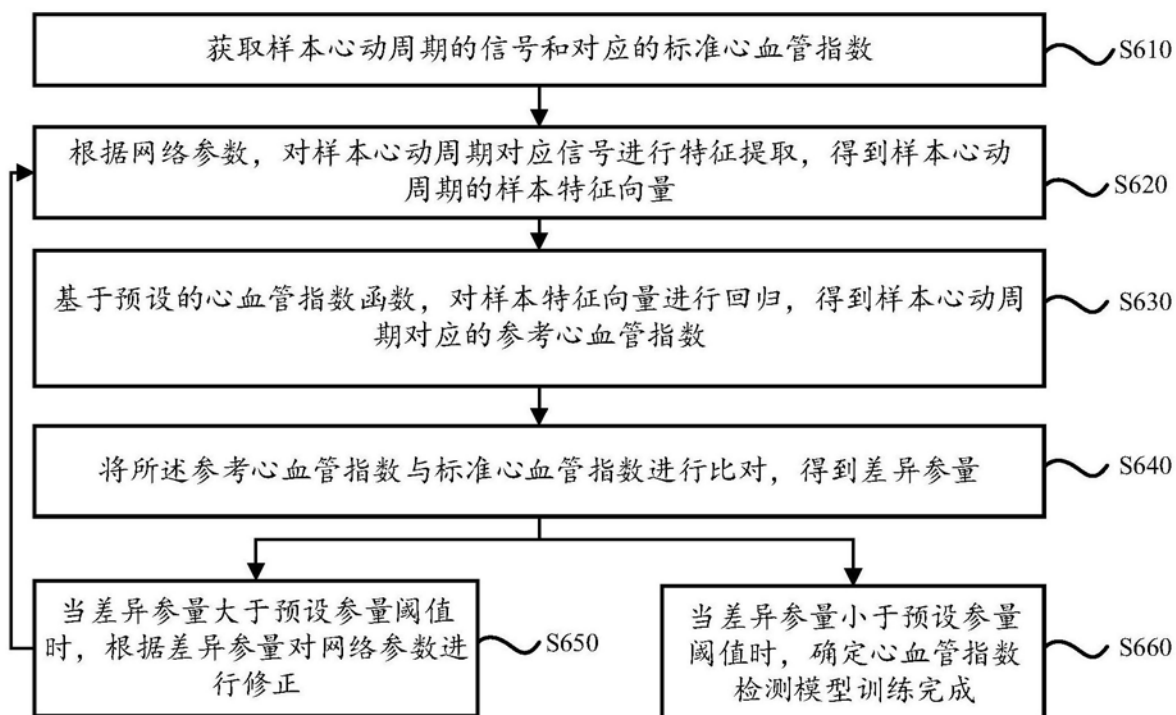 获取样本心动周期的信号和对应的标准心血管指数
S610
根据网络参数，对样本心动周期对应信号进行特征提取，得到样本心动
周期的样本特征向量
S620
基于预设的心血管指数函数，对样本特征向量进行回归，得到样本心动周
期对应的参考心血管指数
S630
将所述参考心血管指数与标准心血管指数进行比对，得到差异参量
S640
当差异参量大于预设参量阈值
时，根据差异参量对网络参数进
行修正
S650
当差异参量小于预设参量
阈值时，确定心血管指数
检测模型训练完成
S660